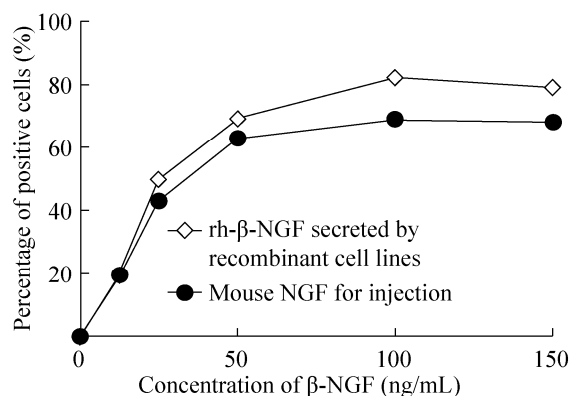 Percentage of positive cells (%)
100
80
60
40
20
0
50
100
150
rh-β-NGF secreted by
recombinant cell lines
Mouse NGF for injection
Concentration of β-NGF (ng/mL)